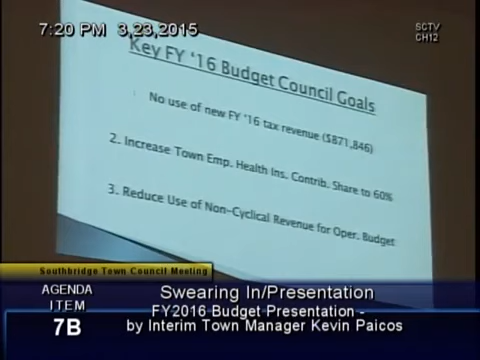 7:20 PM 3,23,2015
SCTV
CH12
Key FY '16 Budget Council Goals
No use of new FY '16 tax revenue ($871,846)
2. Increase Town Emp. Health Ins. Contrib. Share to 60%
3. Reduce Use of Non-Cyclical Revenue for Oper. Budget
Southbridge Town Council Meeting
AGENDA
ITEM
7B
Swearing In/Presentation
FY2016 Budget Presentation -
by Interim Town Manager Kevin Paicos